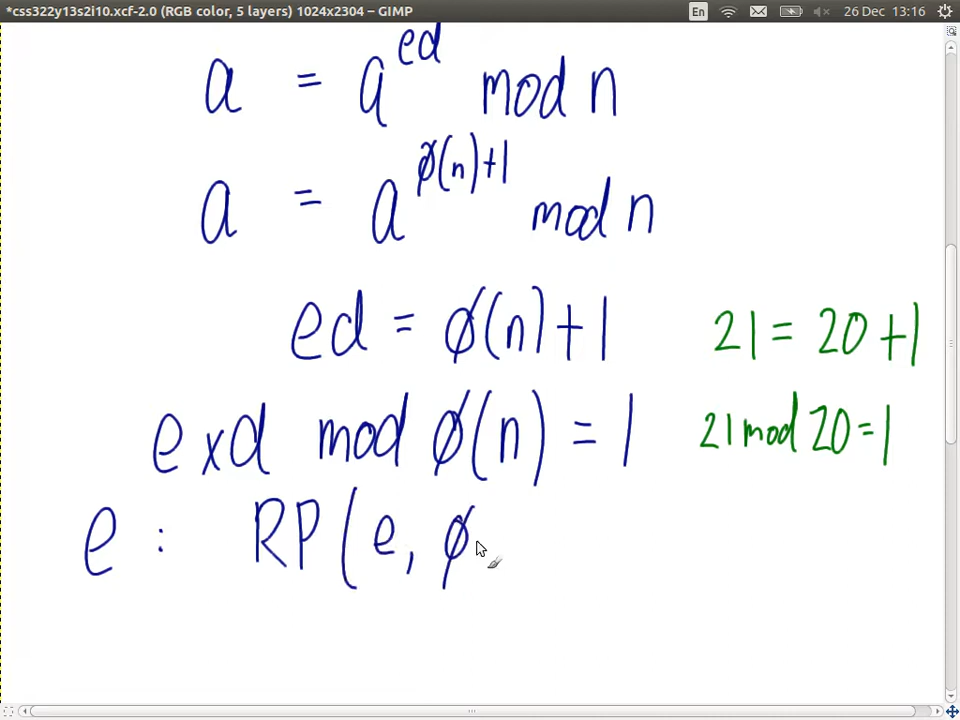 *css322y13s2i10.xcf-2.0 (RGB color, 5 layers) 1024x2304 – GIMP En 26 Dec 13:16
a = a^ed mod n
a = a^ϕ(n)+1 mod n
ed = ϕ(n)+1 21 = 20+1
e x d mod ϕ(n) = 1 21 mod 20 = 1
e : RP(e, ϕ